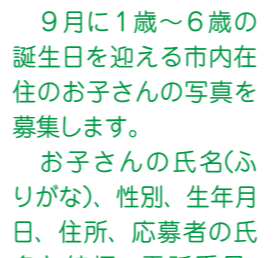 ９月に１歳～６歳の
誕生日を迎える市内在
住のお子さんの写真を
募集します。
　お子さんの氏名(ふ
りがな)、性別、生年月
日、住所、応募者の氏